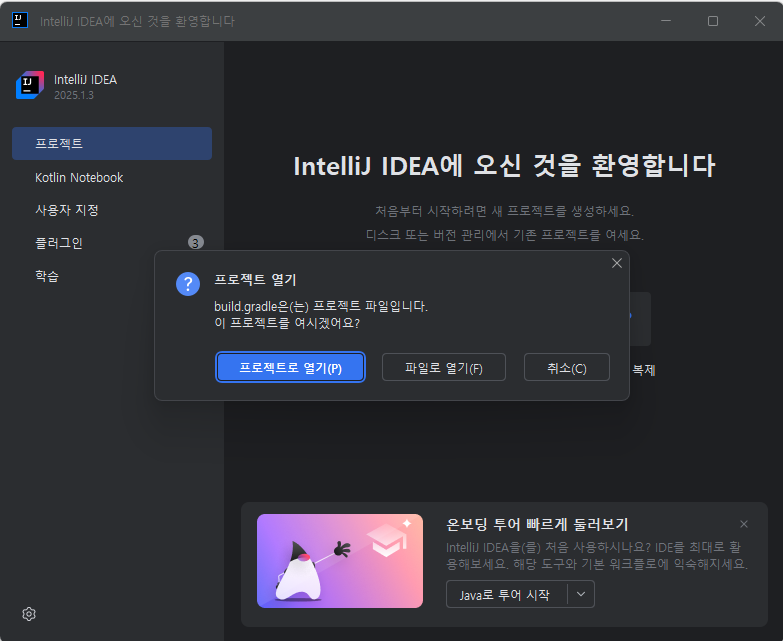 IJ
IntelliJ IDEA에 오신 것을 환영합니다
IJ
IntelliJ IDEA
2025.1.3
프로젝트
Kotlin Notebook
사용자 지정
플러그인
3
학습
IntelliJ IDEA에 오신 것을 환영합니다
처음부터 시작하려면 새 프로젝트를 생성하세요.
디스크 또는 버전 관리에서 기존 프로젝트를 여세요.
프로젝트 열기
build.gradle은(는) 프로젝트 파일입니다.
이 프로젝트를 여시겠어요?
프로젝트로 열기(P)
파일로 열기(F)
취소(C)
복제
온보딩 투어 빠르게 둘러보기
IntelliJ IDEA을(를) 처음 사용하시나요? IDE를 최대로 활
용해보세요. 해당 도구와 기본 워크플로에 익숙해지세요.
Java로 투어 시작